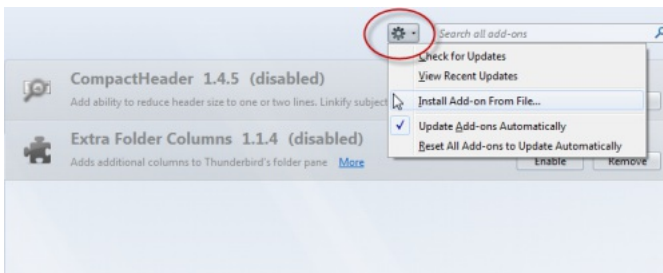 Search all add-ons
Check for Updates
View Recent Updates
Install Add-on From File...
Update Add-ons Automatically
Reset All Add-ons to Update Automatically
CompactHeader 1.4.5 (disabled)
Add ability to reduce header size to one or two lines. Linkify subject
Extra Folder Columns 1.1.4 (disabled)
Adds additional columns to Thunderbird's folder pane More
Enable Remove